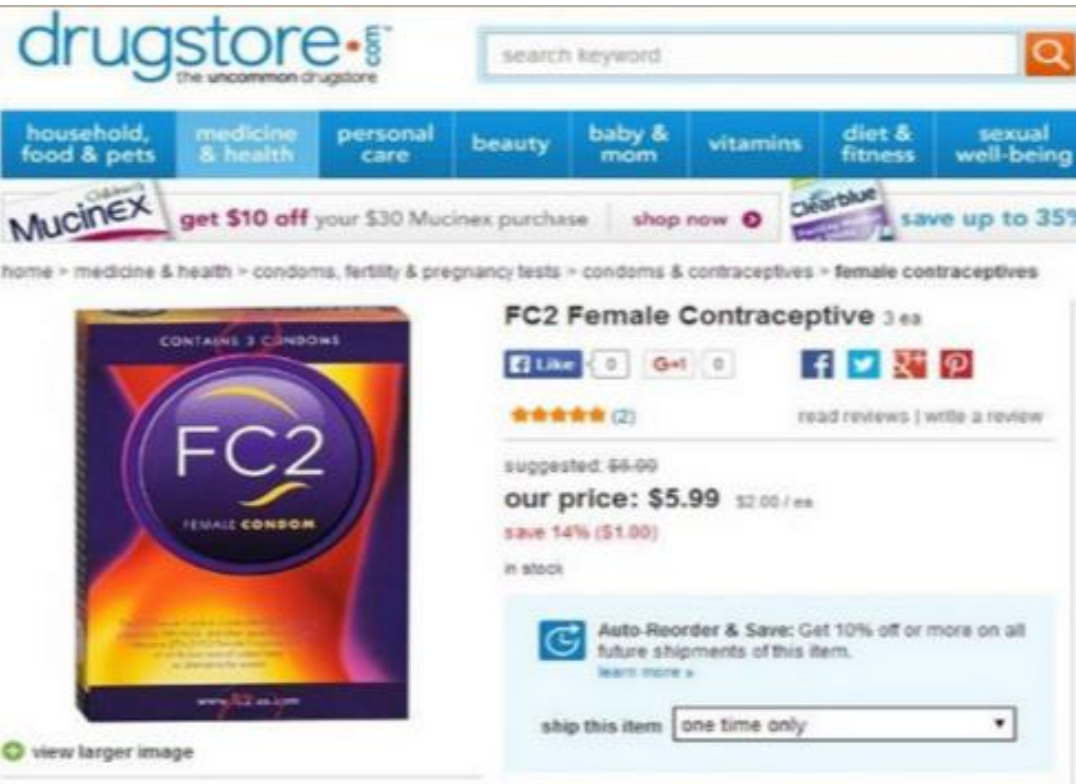 drugstore.com™
the uncommon drugstore
search keyword
household, food & pets
medicine & health
personal care
beauty
baby & mom
vitamins
diet & fitness
sexual well-being
Children's
Mucinex
get $10 off your $30 Mucinex purchase
shop now
Clearblue
save up to 35%
home > medicine & health > condoms, fertility & pregnancy tests > condoms & contraceptives > female contraceptives
CONTAINS 3 CONDOMS
FC2
FEMALE CONDOM
view larger image
FC2 Female Contraceptive 3 ea
Like 0 G+1 0
(2)
read reviews | write a review
suggested:
our price: $5.99 $2.00 / ea
save 14% ($1.00)
in stock
Auto-Reorder & Save: Get 10% off or more on all
future shipments of this item.
learn more »
ship this item one time only